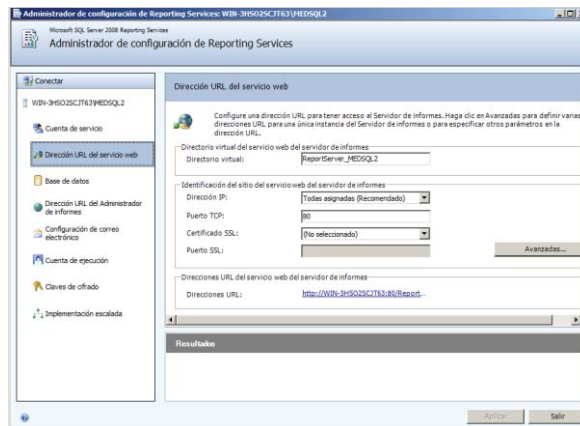 Administrador de configuración de Reporting Services: WIN-3HSO2SCJT63\MEDSQL2
Microsoft SQL Server 2008 Reporting Services
Administrador de configuración de Reporting Services
Conectar
WIN-3HSO2SCJT63\MEDSQL2
Cuenta de servicio
Dirección URL del servicio web
Base de datos
Dirección URL del Administrador
de informes
Configuración de correo
electrónico
Cuenta de ejecución
Claves de cifrado
Implementación escalada
Dirección URL del servicio web
Configure una dirección URL para tener acceso al Servidor de informes. Haga clic en Avanzadas para definir varias
direcciones URL para una única instancia del Servidor de informes o para especificar otros parámetros en la
dirección URL.
Directorio virtual del servicio web del servidor de informes
Directorio virtual: ReportServer_MEDSQL2
Identificación del sitio del servicio web del servidor de informes
Dirección IP: Todas asignadas (Recomendado)
Puerto TCP: 80
Certificado SSL: (No seleccionado)
Puerto SSL:
Avanzadas...
Direcciones URL del servicio web del servidor de informes
Direcciones URL: http://WIN-3HSO2SCJT63:80/Report...
Resultados
Aplicar Salir